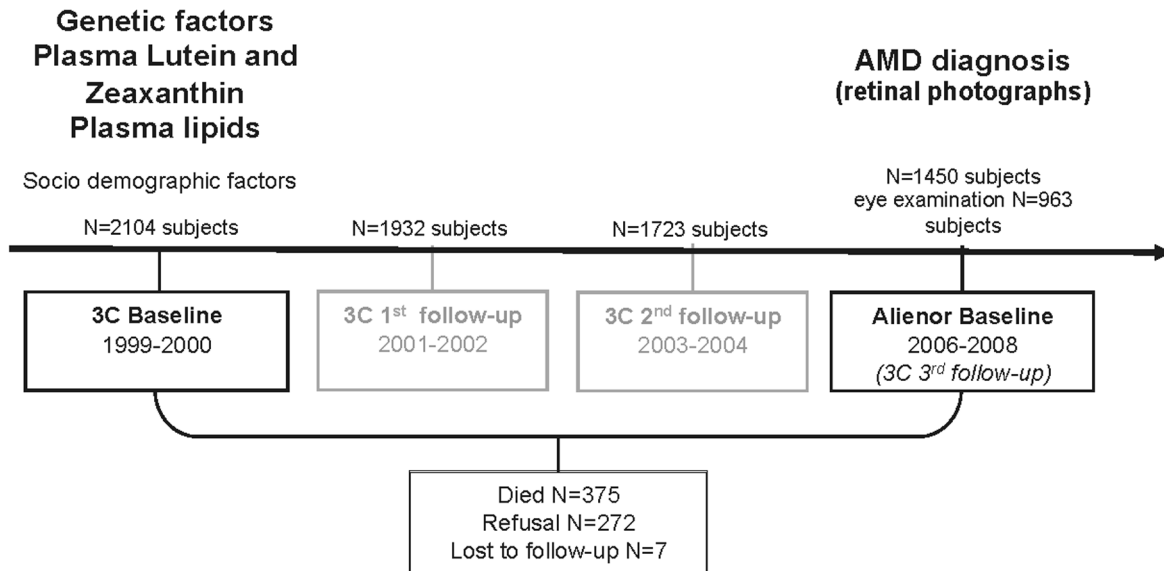 Genetic factors
Plasma Lutein and
Zeaxanthin
Plasma lipids
AMD diagnosis
(retinal photographs)
Socio demographic factors
N=2104 subjects
N=1932 subjects
N=1723 subjects
N=1450 subjects
eye examination N=963
subjects
3C Baseline
1999-2000
3C 1st follow-up
2001-2002
3C 2nd follow-up
2003-2004
Alienor Baseline
2006-2008
(3C 3rd follow-up)
Died N=375
Refusal N=272
Lost to follow-up N=7